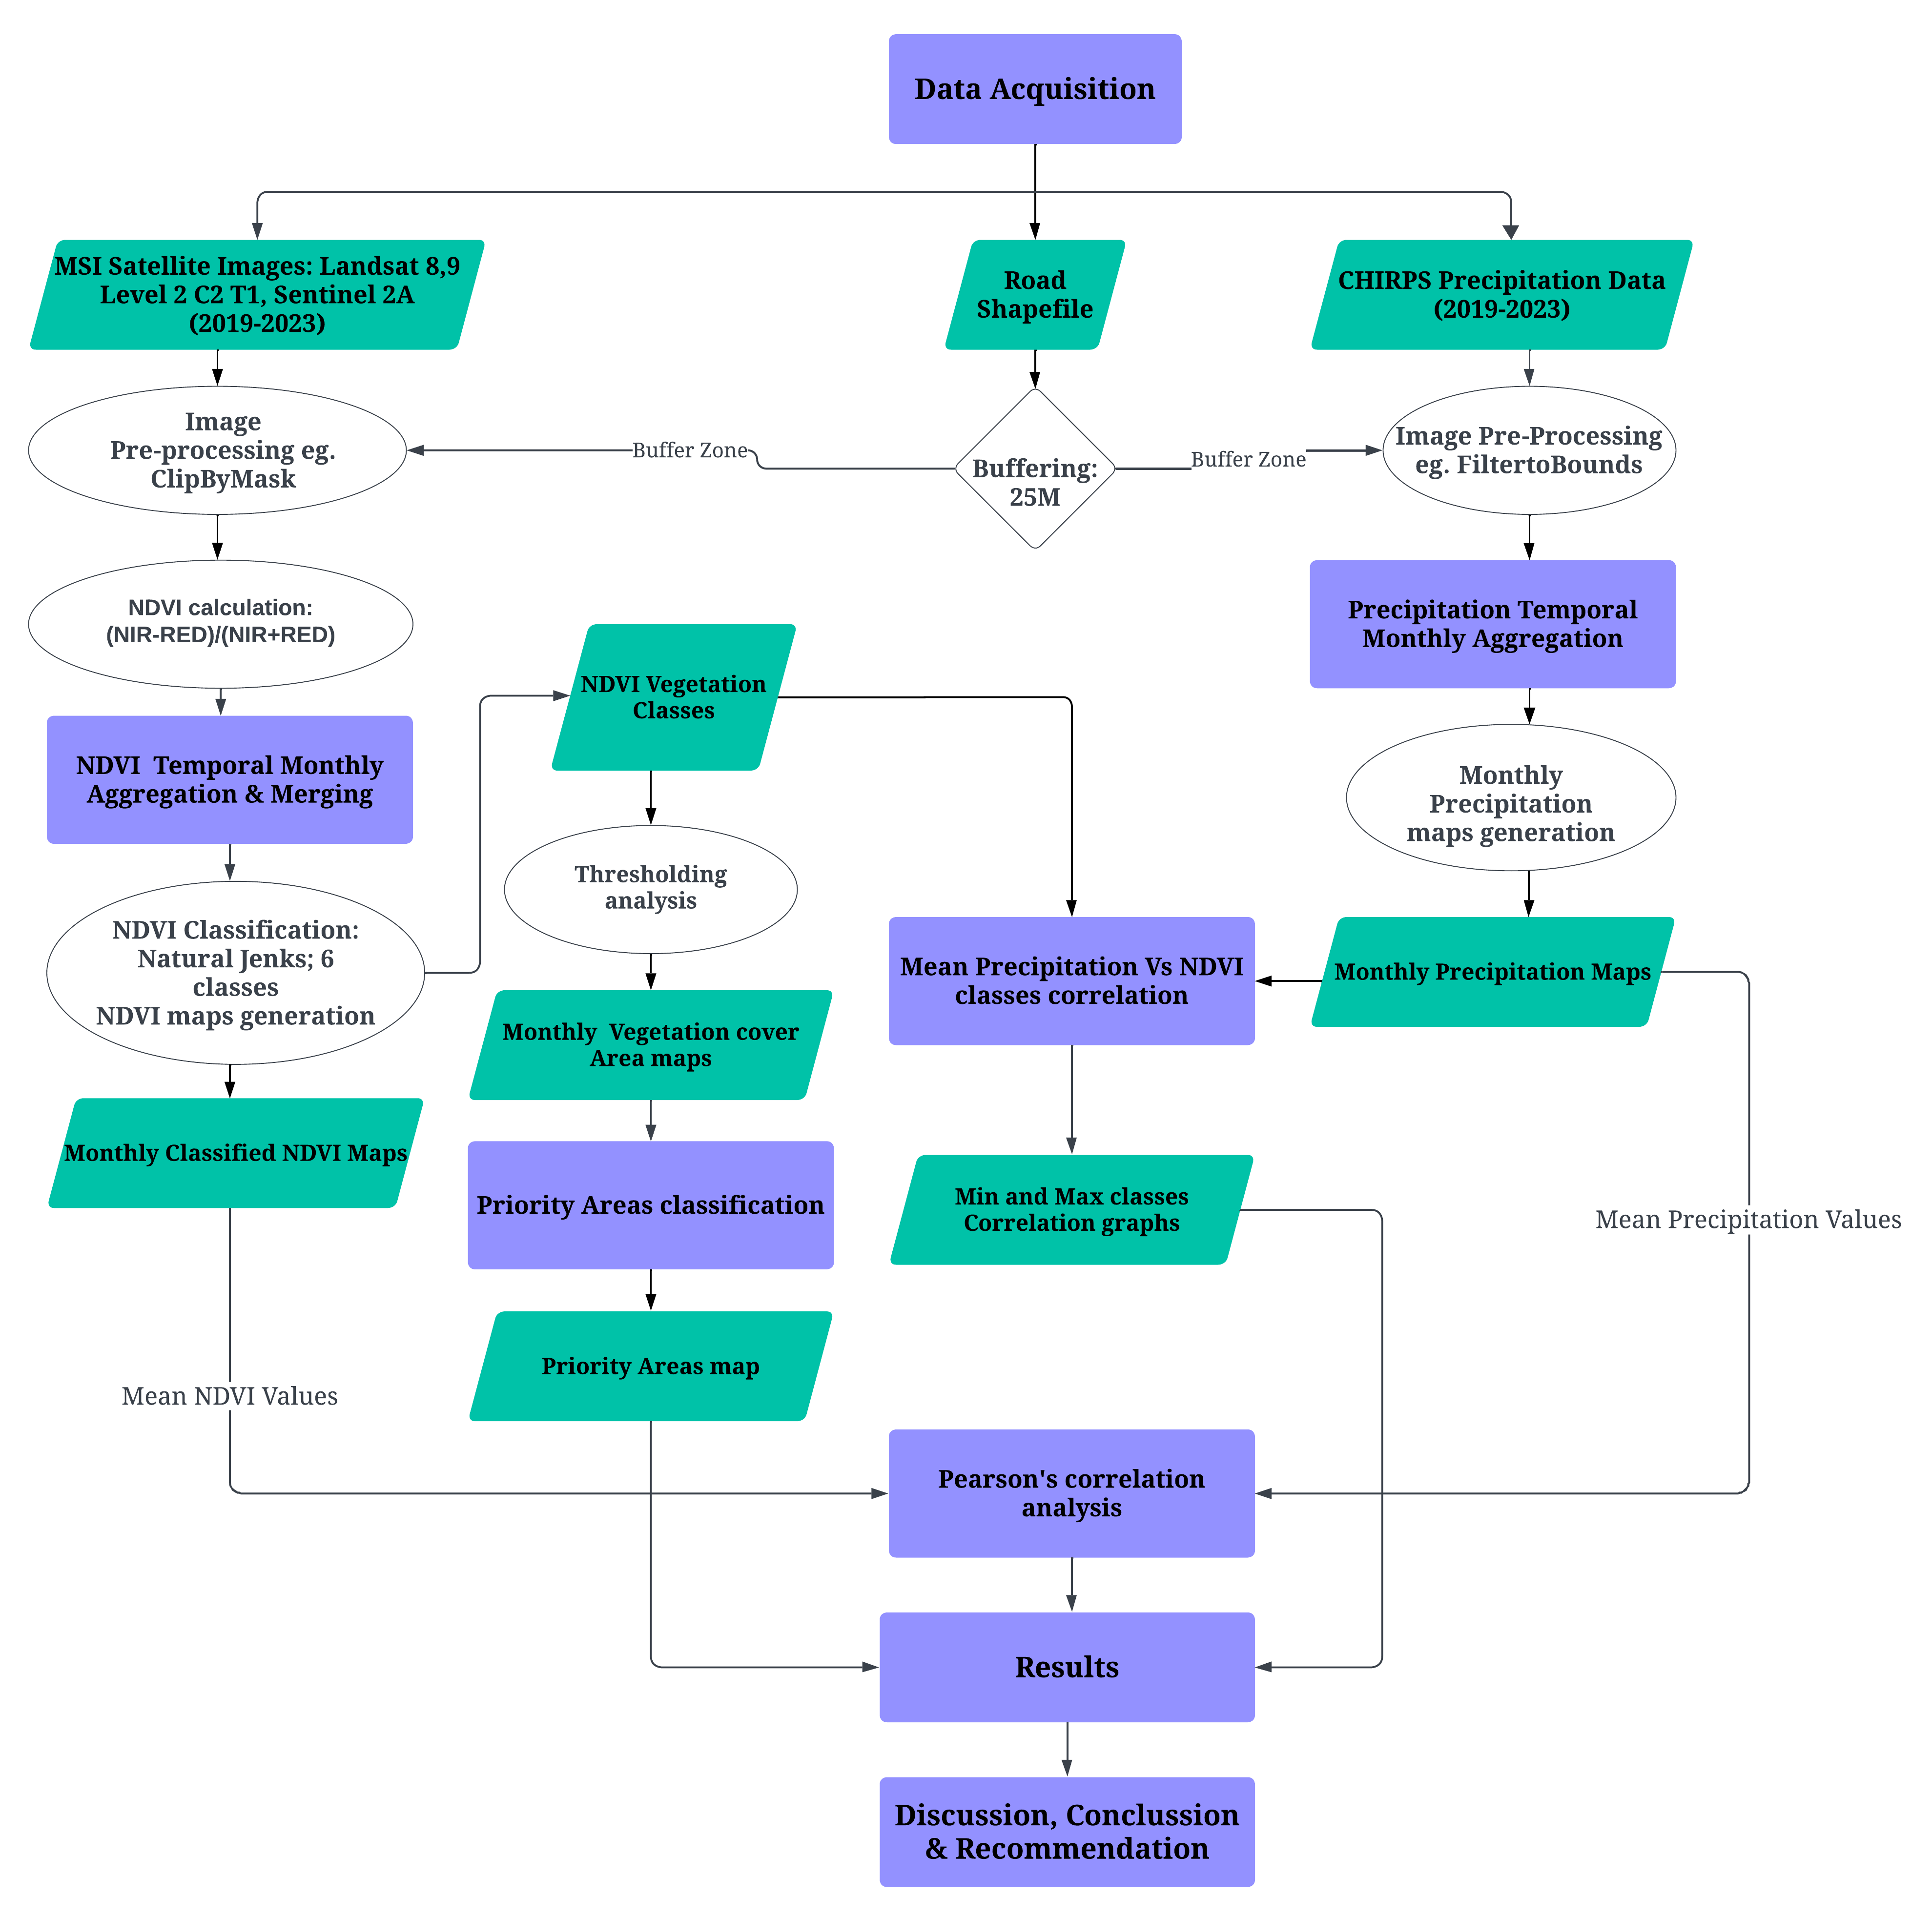 Data Acquisition
MSI Satellite Images: Landsat 8,9
Level 2 C2 T1, Sentinel 2A
(2019-2023)
Road
Shapefile
CHIRPS Precipitation Data
(2019-2023)
Image
Pre-processing eg.
ClipByMask
Buffer Zone
Buffering:
25M
Buffer Zone
Image Pre-Processing
eg. FiltertoBounds
NDVI calculation:
(NIR-RED)/(NIR+RED)
Precipitation Temporal
Monthly Aggregation
NDVI Vegetation
Classes
NDVI  Temporal Monthly
Aggregation & Merging
Monthly
Precipitation
maps generation
Thresholding
analysis
NDVI Classification:
Natural Jenks; 6
classes
NDVI maps generation
Mean Precipitation Vs NDVI
classes correlation
Monthly Precipitation Maps
Monthly  Vegetation cover
Area maps
Monthly Classified NDVI Maps
Priority Areas classification
Min and Max classes
Correlation graphs
Mean Precipitation Values
Priority Areas map
Mean NDVI Values
Pearson's correlation
analysis
Results
Discussion, Conclussion
& Recommendation